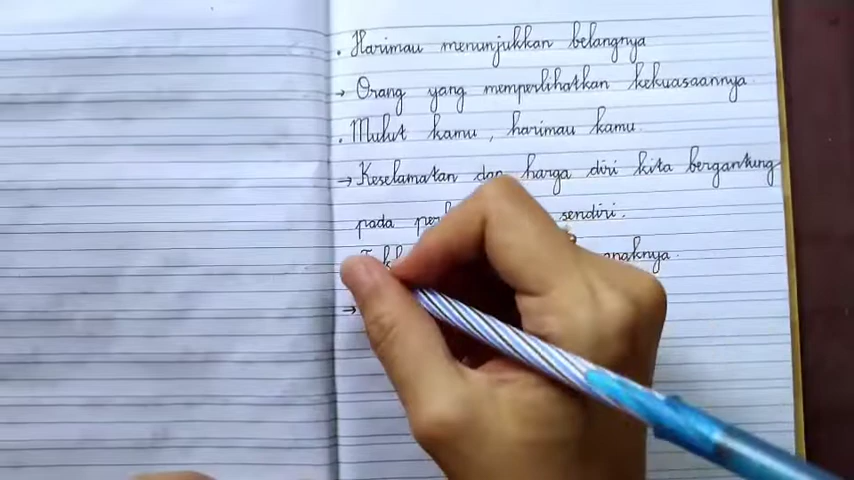 . Harimau menunjukkan belangnya
→ Orang yang memperlihatkan kekuasaannya
. Mulut kamu, harimau kamu.
→ Keselamatan dan harga diri kita bergantung
pada sendiri.
→